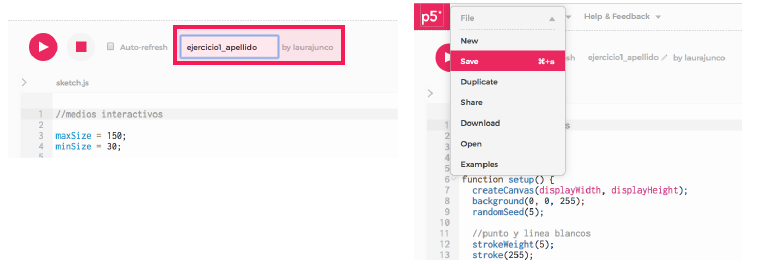 Auto-refresh
ejercicio1_apellido
by laurajunco
sketch.js
1 //medios interactivos
2
3 maxSize = 150;
4 minSize = 30;
5
p5*
File
Help & Feedback
New
Save ⌘+s
Duplicate
Share
Download
Open
Examples
sh
ejercicio1_apellido
by laurajunco
1 s
6 function setup() {
7 createCanvas(displayWidth, displayHeight);
8 background(0, 0, 255);
9 randomSeed(5);
10
11 //punto y linea blancos
12 strokeWeight(5);
13 stroke(255);